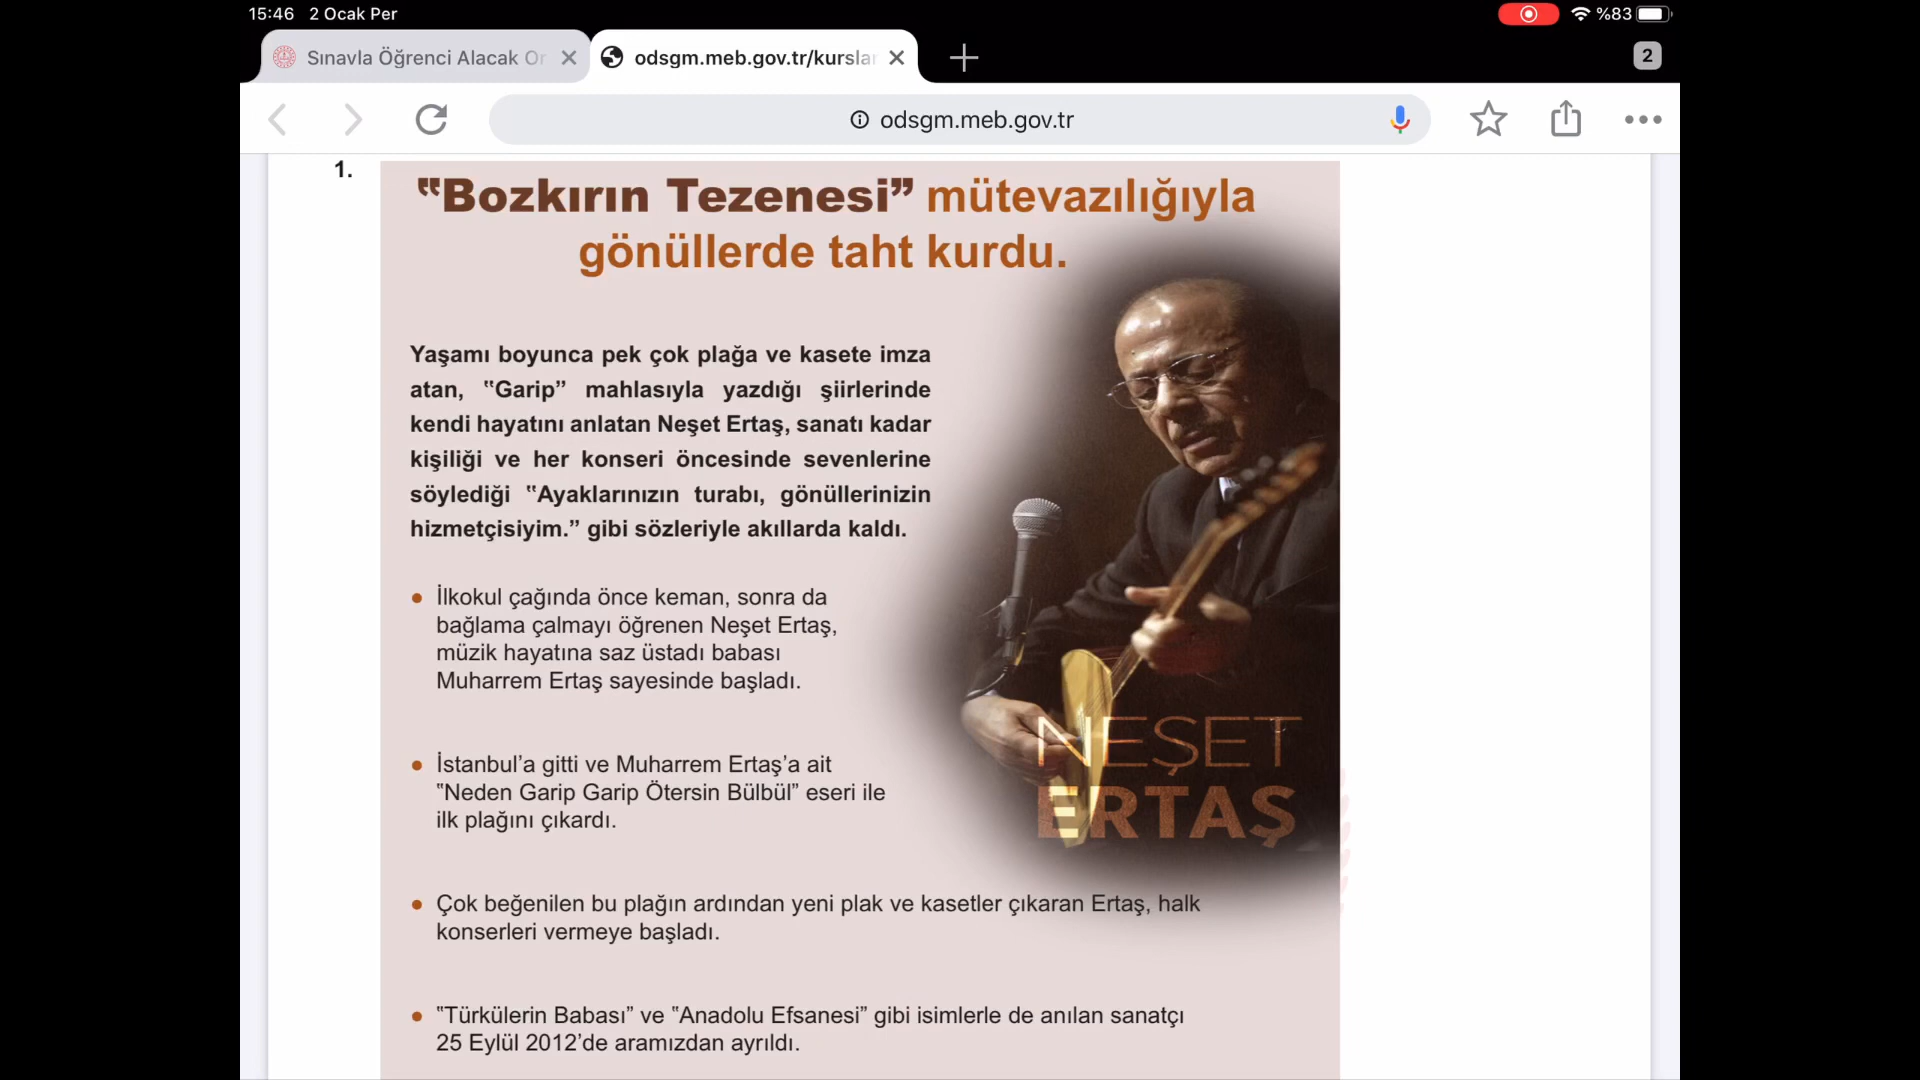 15:46 2 Ocak Per
%83
Sınavla Öğrenci Alacak Or
odsgm.meb.gov.tr/kurslar
2
odsgm.meb.gov.tr
1.
"Bozkırın Tezenesi" mütevazılığıyla
gönüllerde taht kurdu.
Yaşamı boyunca pek çok plağa ve kasete imza
atan, "Garip" mahlasıyla yazdığı şiirlerinde
kendi hayatını anlatan Neşet Ertaş, sanatı kadar
kişiliği ve her konseri öncesinde sevenlerine
söylediği "Ayaklarınızın turabı, gönüllerinizin
hizmetçisiyim." gibi sözleriyle akıllarda kaldı.
● İlkokul çağında önce keman, sonra da
bağlama çalmayı öğrenen Neşet Ertaş,
müzik hayatına saz üstadı babası
Muharrem Ertaş sayesinde başladı.
● İstanbul'a gitti ve Muharrem Ertaş'a ait
"Neden Garip Garip Ötersin Bülbül" eseri ile
ilk plağını çıkardı.
NEŞET
ERTAŞ
● Çok beğenilen bu plağın ardından yeni plak ve kasetler çıkaran Ertaş, halk
konserleri vermeye başladı.
● "Türkülerin Babası" ve "Anadolu Efsanesi" gibi isimlerle de anılan sanatçı
25 Eylül 2012'de aramızdan ayrıldı.